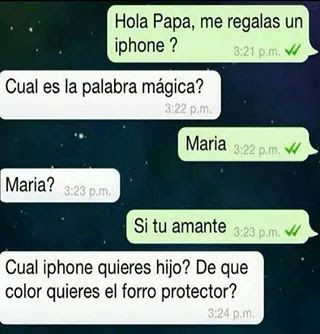 Hola Papa, me regalas un
iphone ?
3:21 p.m.
Cual es la palabra mágica?
3:22 p.m.
Maria 3:22 p.m.
Maria? 3:23 p.m.
Si tu amante 3:23 p.m.
Cual iphone quieres hijo? De que
color quieres el forro protector?
3:24 p.m.